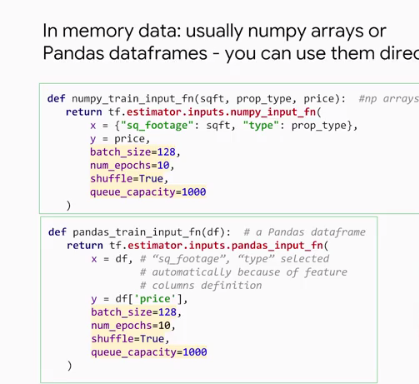 In memory data: usually numpy arrays or
Pandas dataframes - you can use them direc
def numpy_train_input_fn(sqft, prop_type, price):  #np arrays
  return tf.estimator.inputs.numpy_input_fn(
    x = {"sq_footage": sqft, "type": prop_type},
    y = price,
    batch_size=128,
    num_epochs=10,
    shuffle=True,
    queue_capacity=1000
  )
def pandas_train_input_fn(df):  # a Pandas dataframe
  return tf.estimator.inputs.pandas_input_fn(
    x = df, # “sq_footage”, “type” selected
            # automatically because of feature
            # columns definition
    y = df['price'],
    batch_size=128,
    num_epochs=10,
    shuffle=True,
    queue_capacity=1000
  )